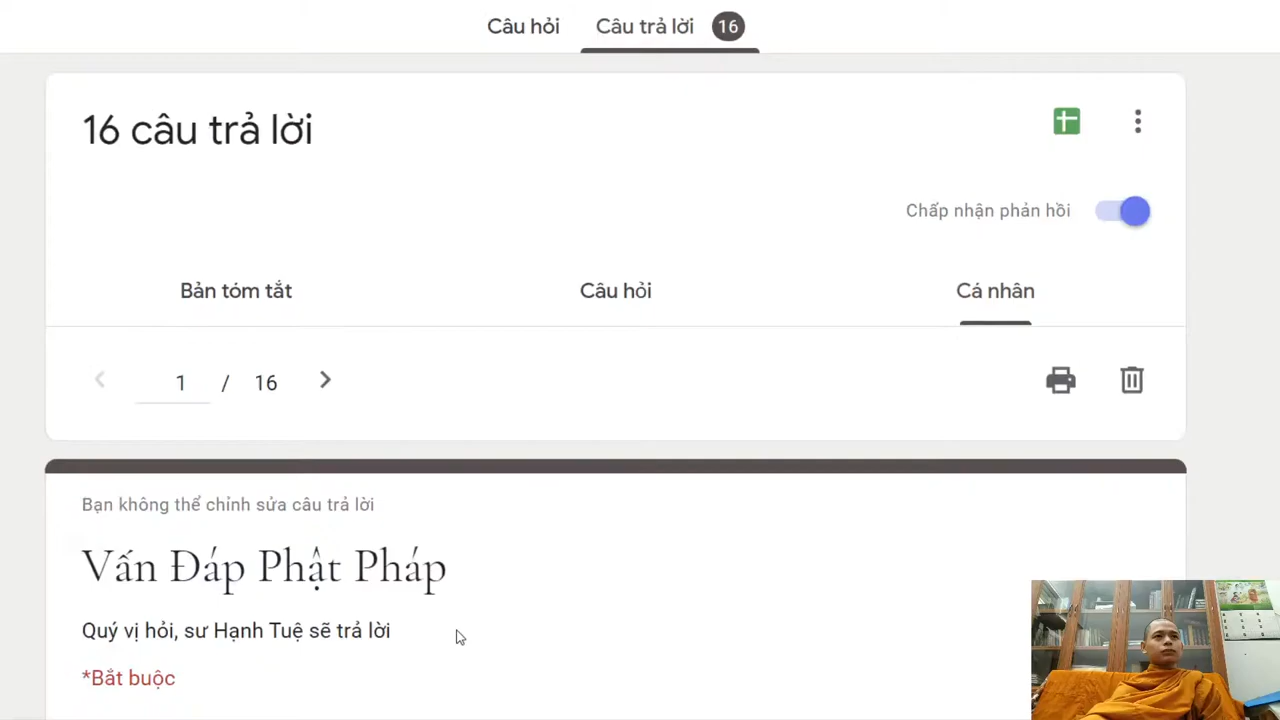 Câu hỏi
Câu trả lời 16
16 câu trả lời
Chấp nhận phản hồi
Bản tóm tắt
Câu hỏi
Cá nhân
1 / 16
Bạn không thể chỉnh sửa câu trả lời
Vấn Đáp Phật Pháp
Quý vị hỏi, sư Hạnh Tuệ sẽ trả lời
*Bắt buộc